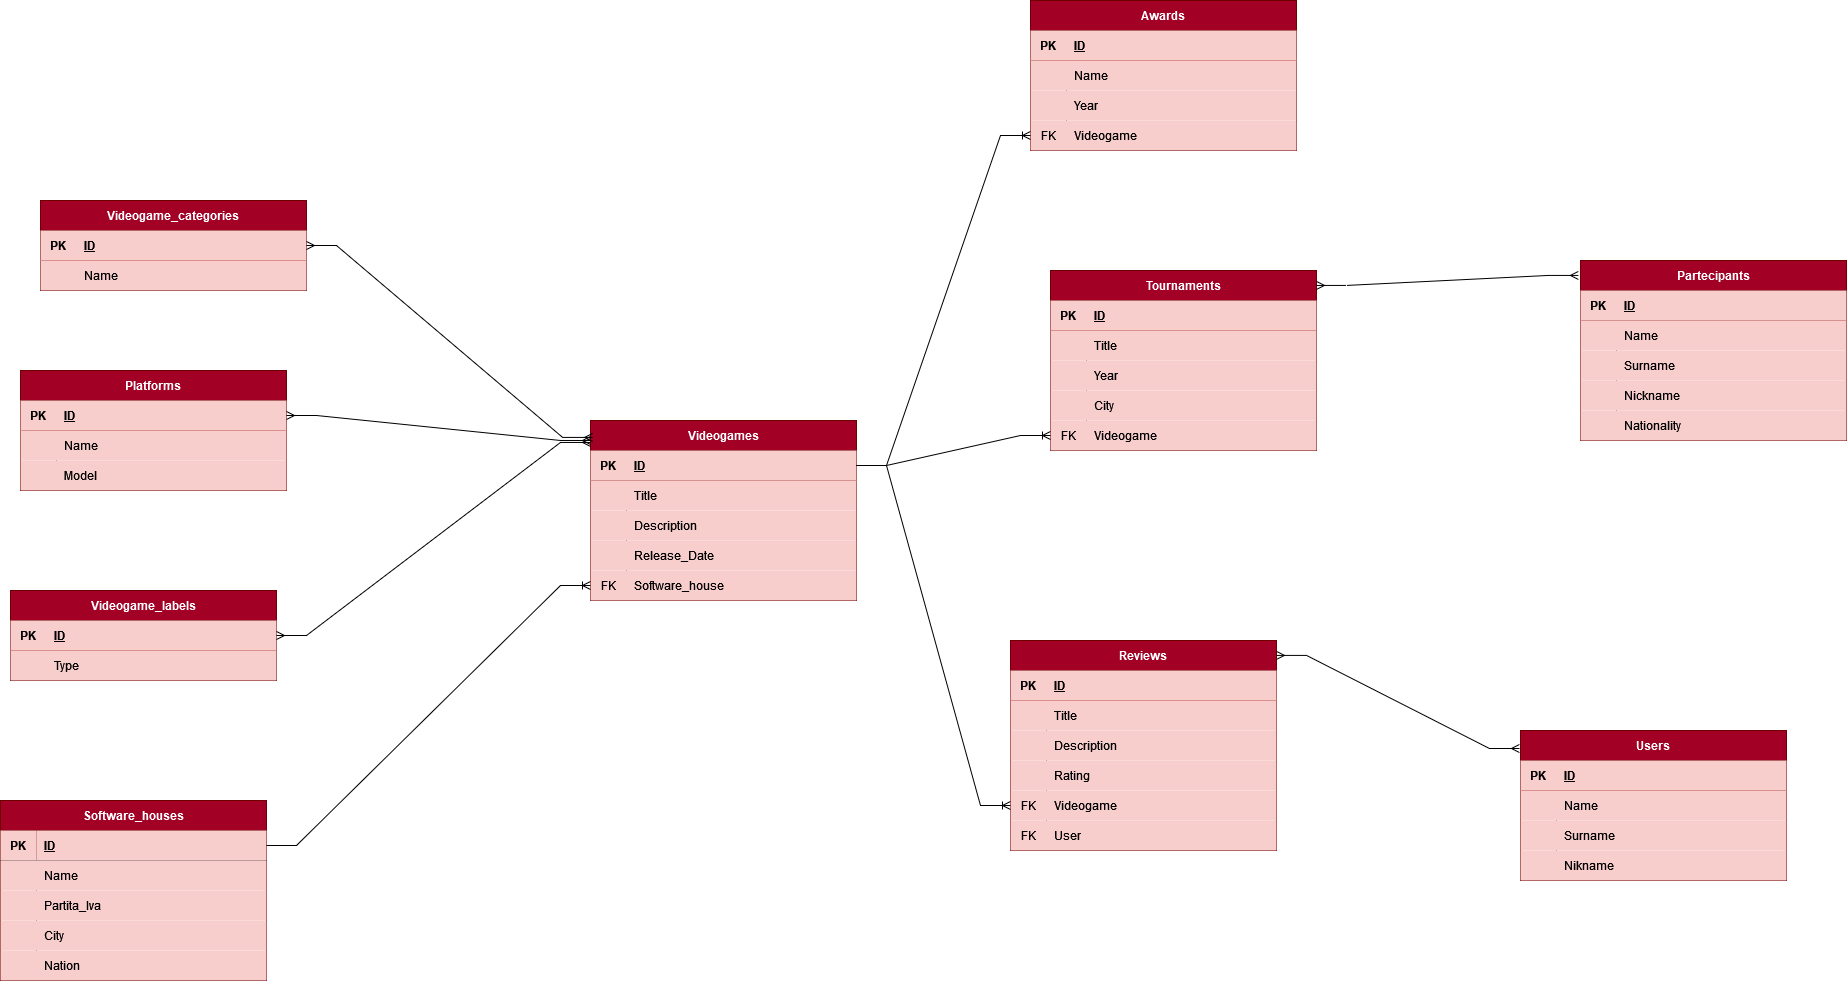 Awards
PK ID
Name
Year
FK Videogame
Videogame_categories
PK ID
Name
Tournaments
PK ID
Title
Year
City
FK Videogame
Partecipants
PK ID
Name
Surname
Nickname
Nationality
Platforms
PK ID
Name
Model
Videogames
PK ID
Title
Description
Release_Date
FK Software_house
Videogame_labels
PK ID
Type
Reviews
PK ID
Title
Description
Rating
FK Videogame
FK User
Users
PK ID
Name
Surname
Nikname
Software_houses
PK ID
Name
Partita_Iva
City
Nation